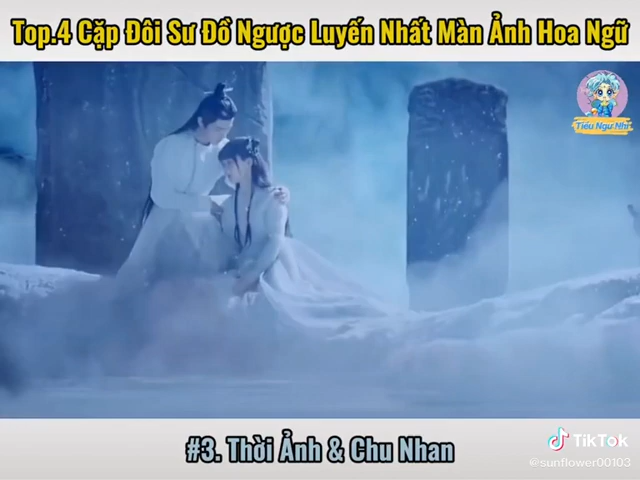 Top.4 Cặp Đôi Sư Đồ Ngược Luyến Nhất Màn Ảnh Hoa Ngữ
Tiểu Ngư Nhi
#3. Thời Ảnh & Chu Nhan
TikTok
@sunflower00103